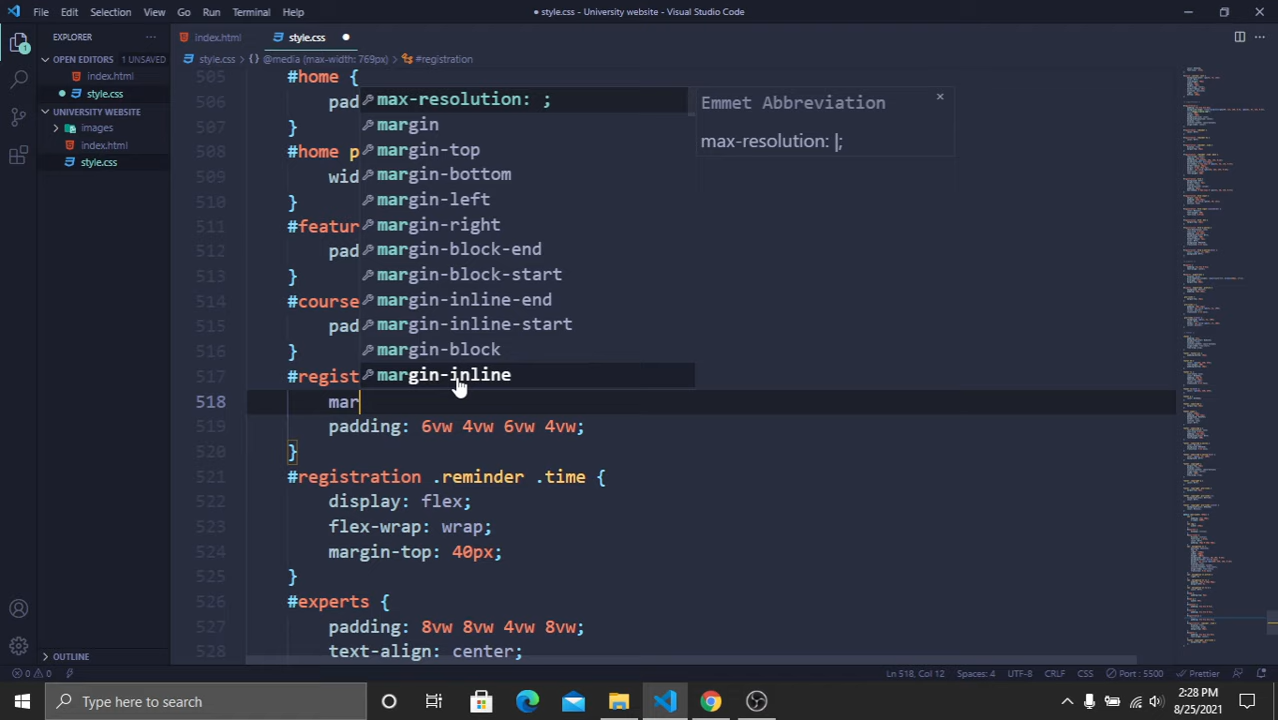 File Edit Selection View Go Run Terminal Help
● style.css - University website - Visual Studio Code
EXPLORER ...
index.html
style.css ●
OPEN EDITORS 1 UNSAVED
index.html
● style.css
UNIVERSITY WEBSITE
images
index.html
style.css
OUTLINE
style.css > {} @media (max-width: 769px) > #registration
505 #home {
506 pad
507 }
508 #home p
509 wid
510 }
511 #featur
512 pad
513 }
514 #course
515 pad
516 }
517 #regist
518 mar
519 padding: 6vw 4vw 6vw 4vw;
520 }
521 #registration .reminder .time {
522 display: flex;
523 flex-wrap: wrap;
524 margin-top: 40px;
525 }
526 #experts {
527 padding: 8vw 8vw 4vw 8vw;
528 text-align: center;
max-resolution: ;
margin
margin-top
margin-bottom
margin-left
margin-right
margin-block-end
margin-block-start
margin-inline-end
margin-inline-start
margin-block
margin-inline
Emmet Abbreviation
max-resolution: |;
0 0
Ln 518, Col 12 Spaces: 4 UTF-8 CRLF CSS Port : 5500 Prettier
Type here to search
2:28 PM
8/25/2021
1